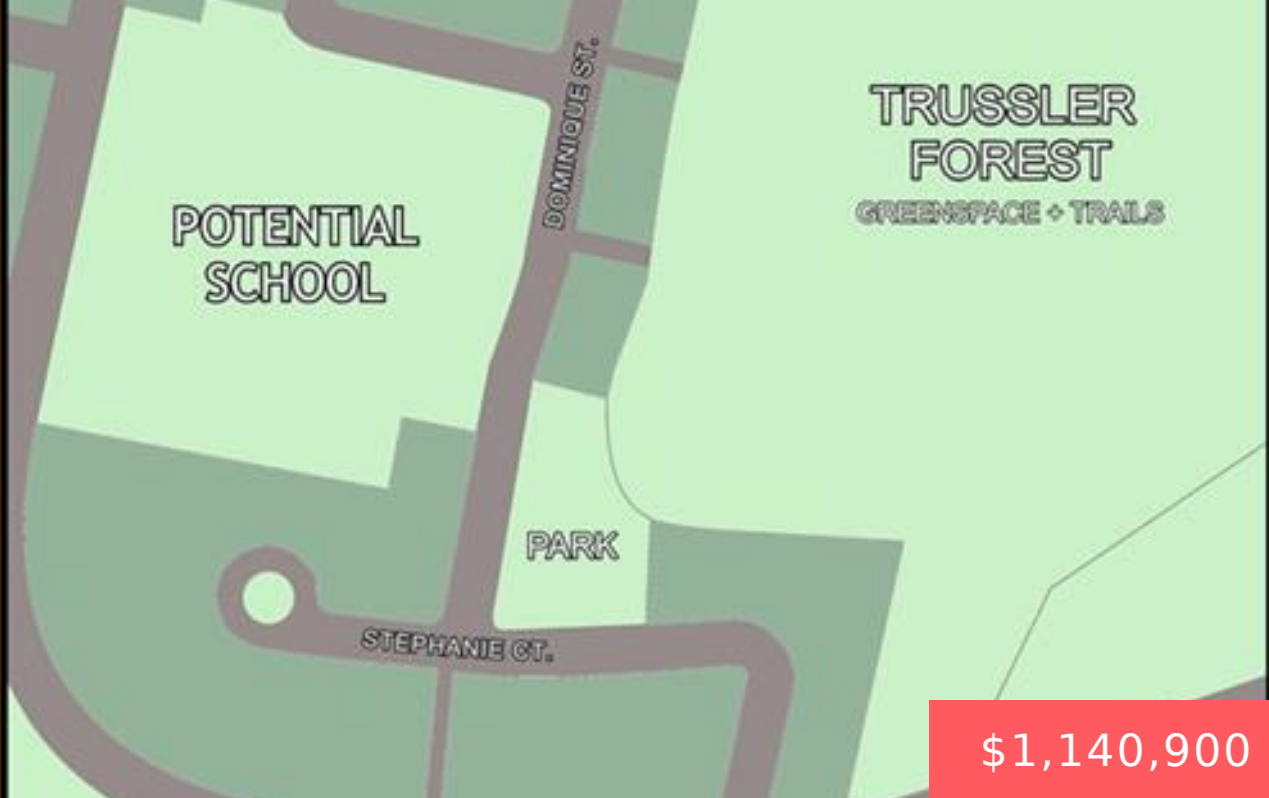 DOMINIQUE ST.
TRUSSLER
FOREST
GREENSPACE + TRAILS
POTENTIAL
SCHOOL
PARK
STEPHANIE CT.
$1,140,900